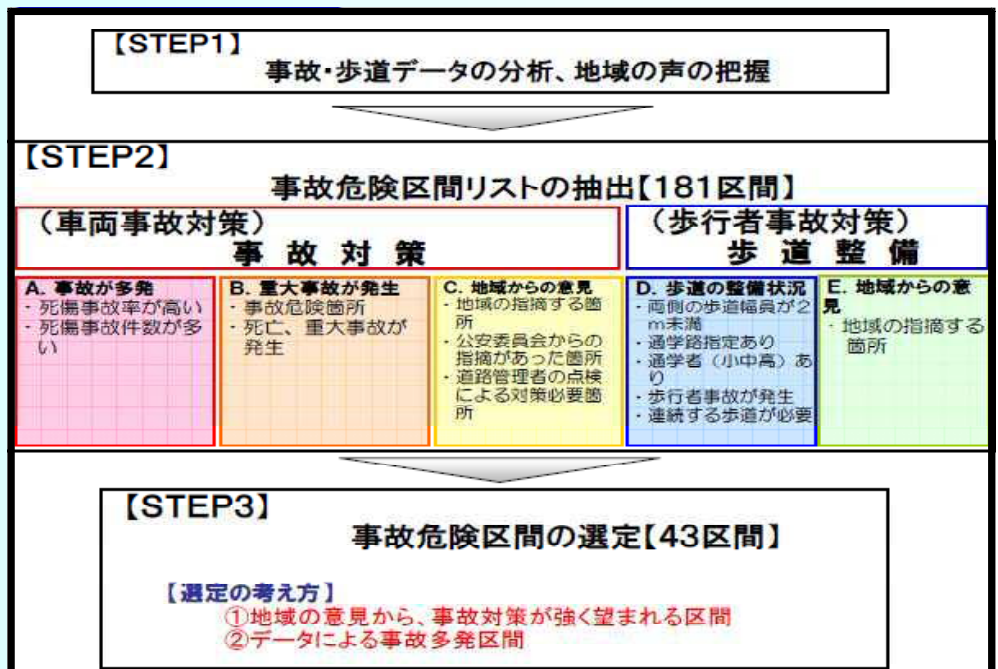 【STEP1】
事故・歩道データの分析、地域の声の把握
【STEP2】
事故危険区間リストの抽出【181区間】
（車両事故対策）
事 故 対 策
（歩行者事故対策）
歩 道 整 備
A. 事故が多発
・死傷事故率が高い
・死傷事故件数が多
い
B. 重大事故が発生
・事故危険箇所
・死亡、重大事故が
発生
C. 地域からの意見
・地域の指摘する箇
所
・公安委員会からの
指摘があった箇所
・道路管理者の点検
による対策必要箇
所
D. 歩道の整備状況
・両側の歩道幅員が2
m未満
・通学路指定あり
・通学者（小中高）あ
り
・歩行者事故が発生
・連続する歩道が必要
E. 地域からの意
見
・地域の指摘する
箇所
【STEP3】
事故危険区間の選定【43区間】
【選定の考え方】
①地域の意見から、事故対策が強く望まれる区間
②データによる事故多発区間